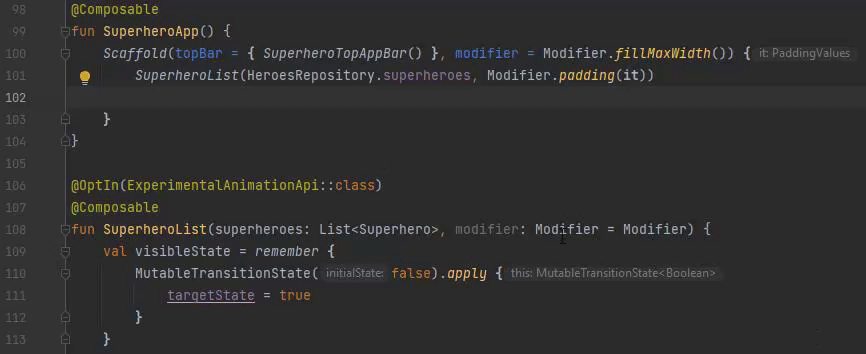 98 @Composable
99 fun SuperheroApp() {
100 Scaffold(topBar = { SuperheroTopAppBar() }, modifier = Modifier.fillMaxWidth()) { it: PaddingValues
101 SuperheroList(HeroesRepository.superheroes, Modifier.padding(it))
102
103 }
104 }
105
106 @OptIn(ExperimentalAnimationApi::class)
107 @Composable
108 fun SuperheroList(superheroes: List<Superhero>, modifier: Modifier = Modifier) {
109 val visibleState = remember {
110 MutableTransitionState( initialState: false).apply { this: MutableTransitionState<Boolean>
111 targetState = true
112 }
113 }